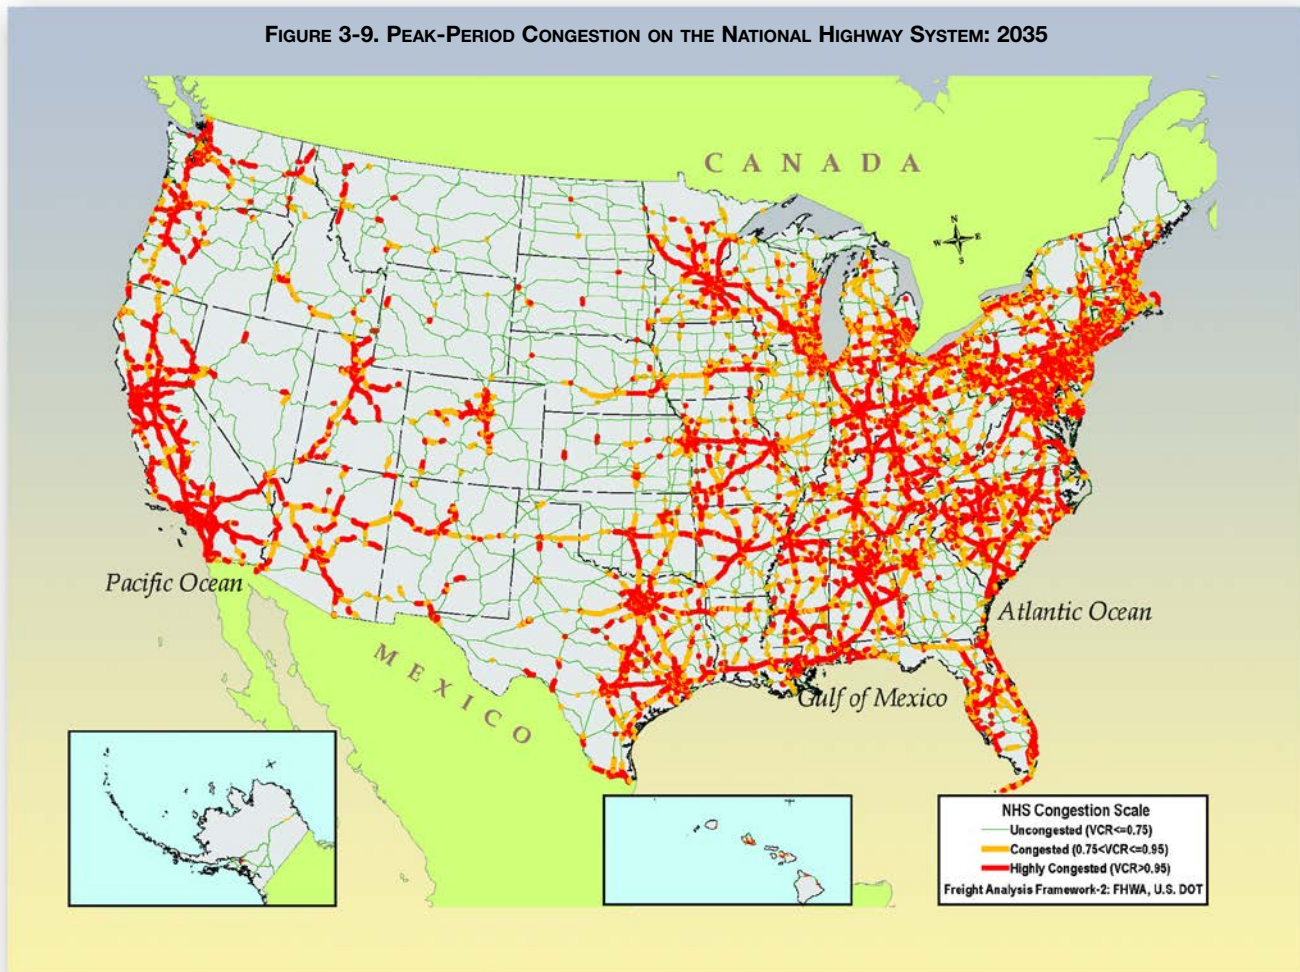 FIGURE 3-9. PEAK-PERIOD CONGESTION ON THE NATIONAL HIGHWAY SYSTEM: 2035
CANADA
N
W E
S
Pacific Ocean
Atlantic Ocean
MEXICO
Gulf of Mexico
NHS Congestion Scale
Uncongested (VCR<=0.75)
Congested (0.75<VCR<=0.95)
Highly Congested (VCR>0.95)
Freight Analysis Framework-2: FHWA, U.S. DOT